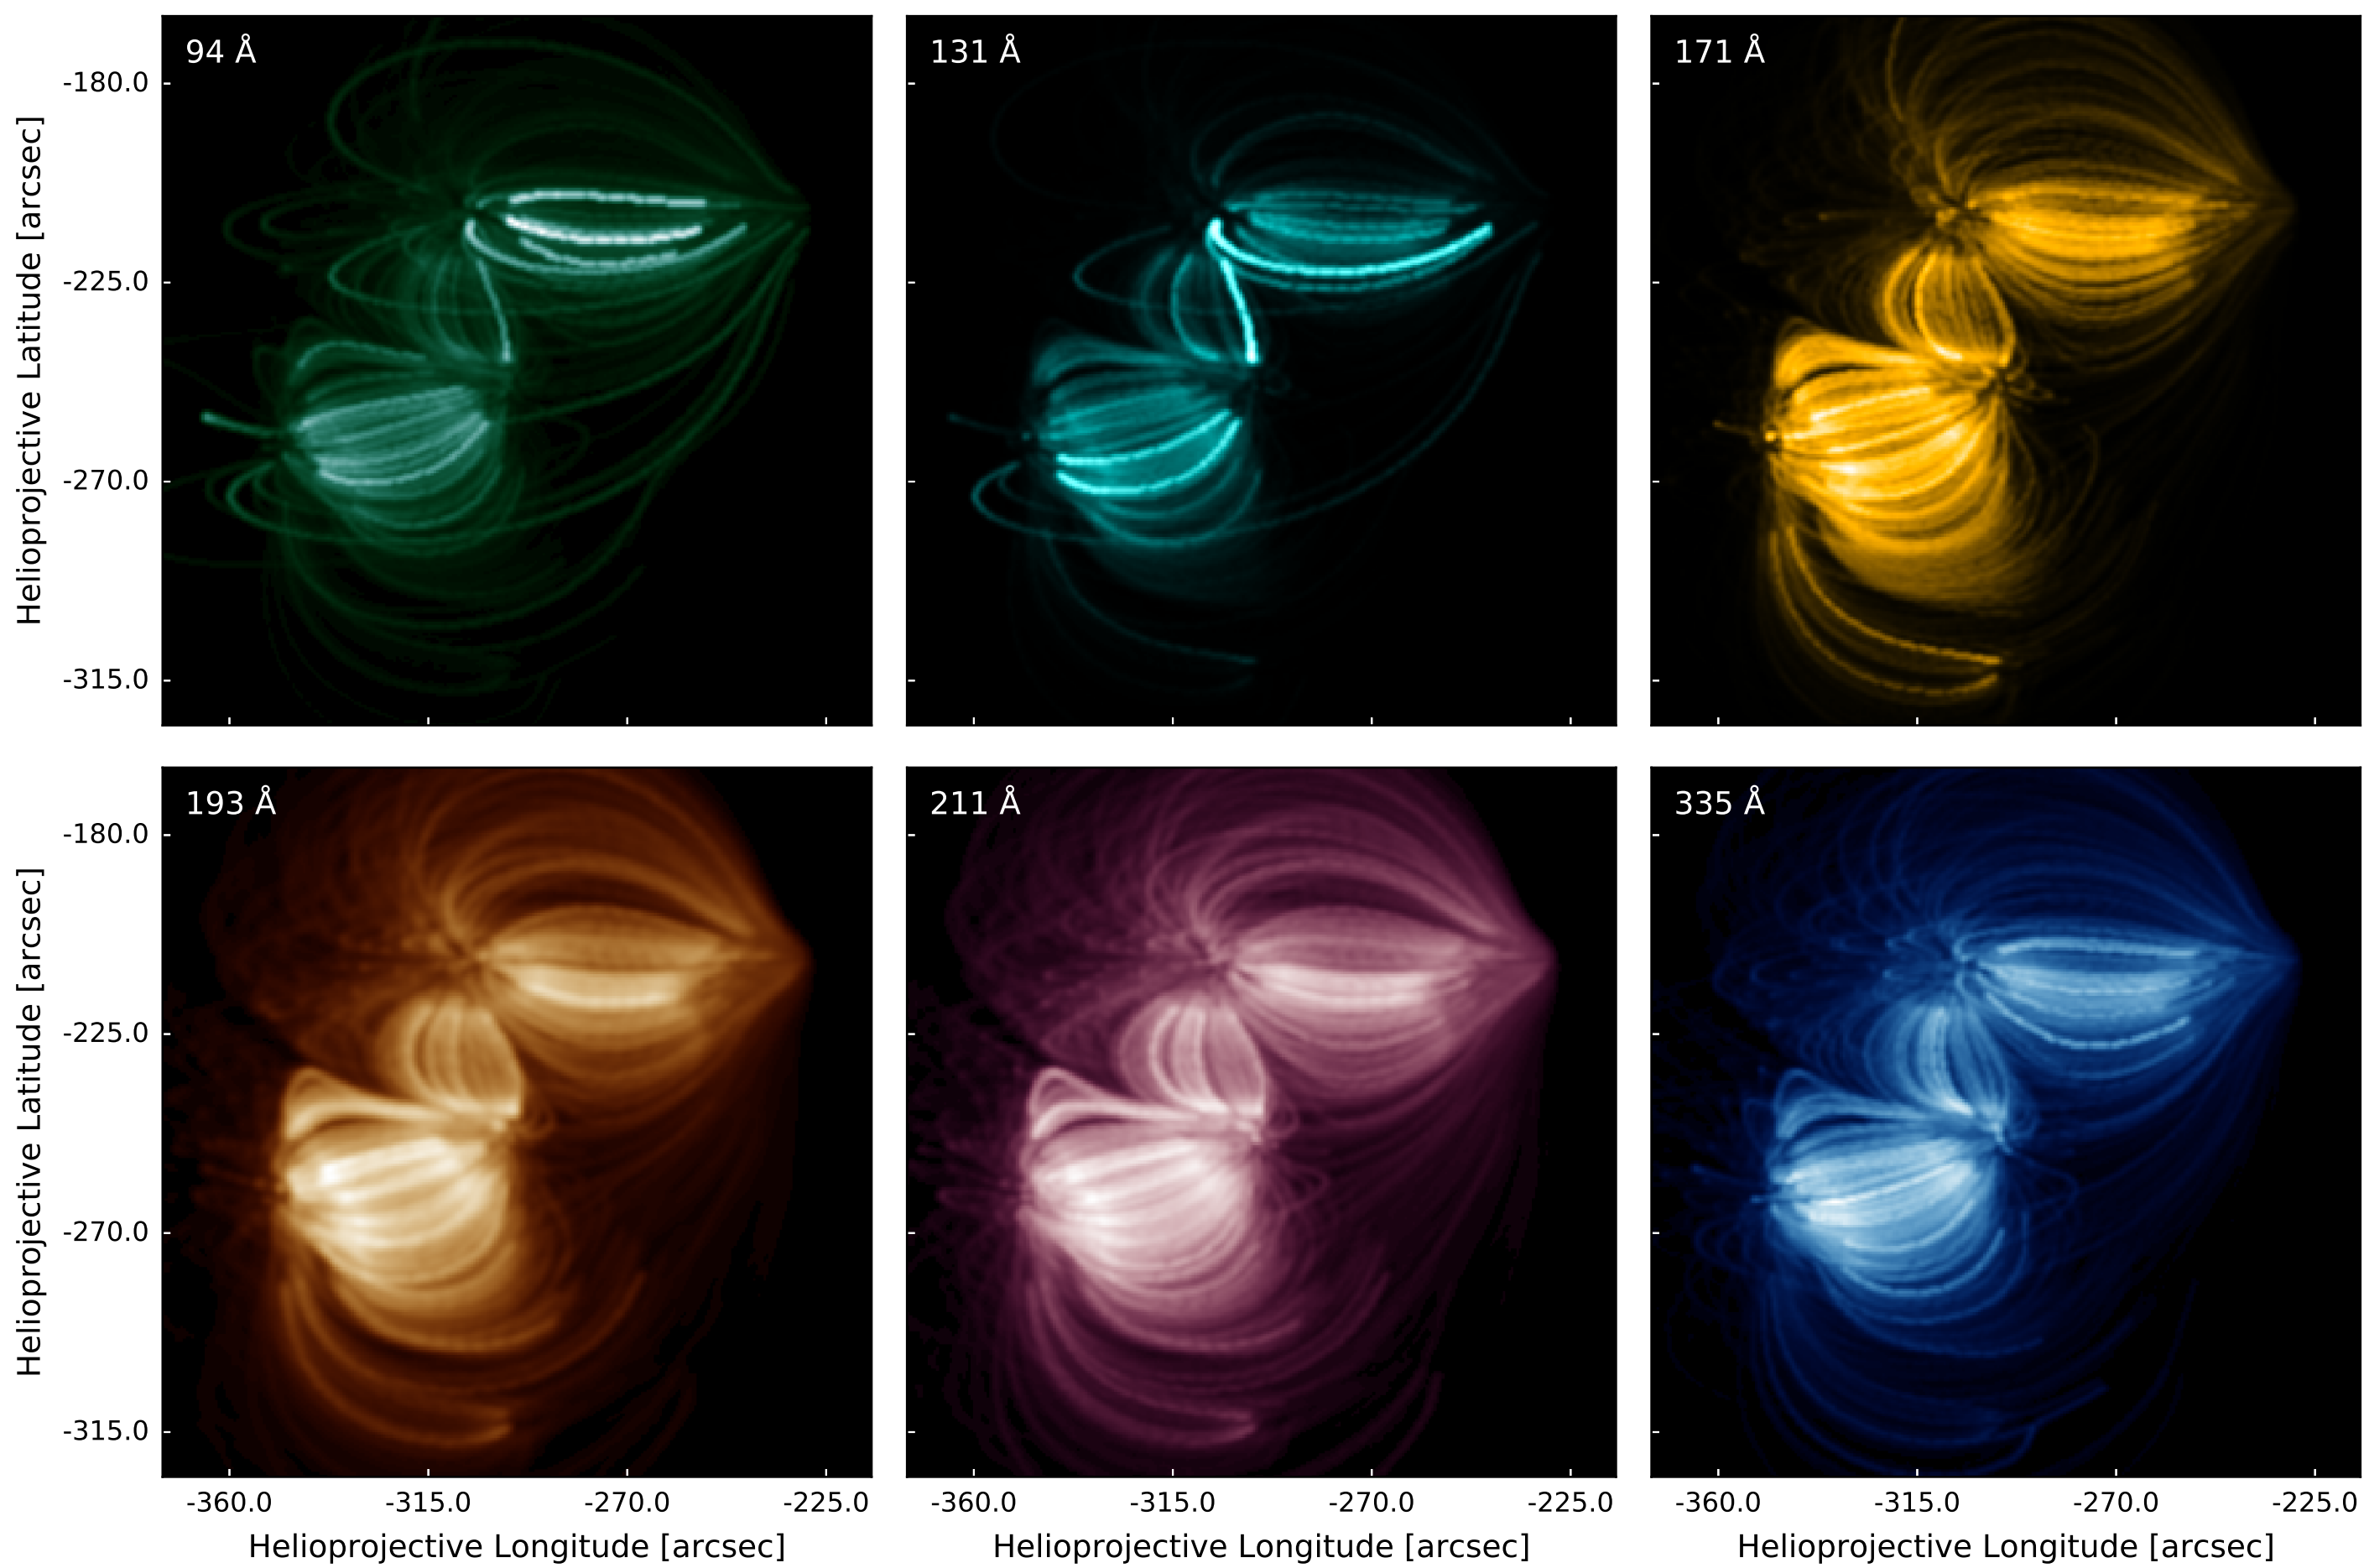 94 Å
131 Å
171 Å
-180.0
-225.0
-270.0
-315.0
Helioprojective Latitude [arcsec]
193 Å
211 Å
335 Å
-180.0
-225.0
-270.0
-315.0
Helioprojective Latitude [arcsec]
-360.0 -315.0 -270.0 -225.0
-360.0 -315.0 -270.0 -225.0
-360.0 -315.0 -270.0 -225.0
Helioprojective Longitude [arcsec]
Helioprojective Longitude [arcsec]
Helioprojective Longitude [arcsec]